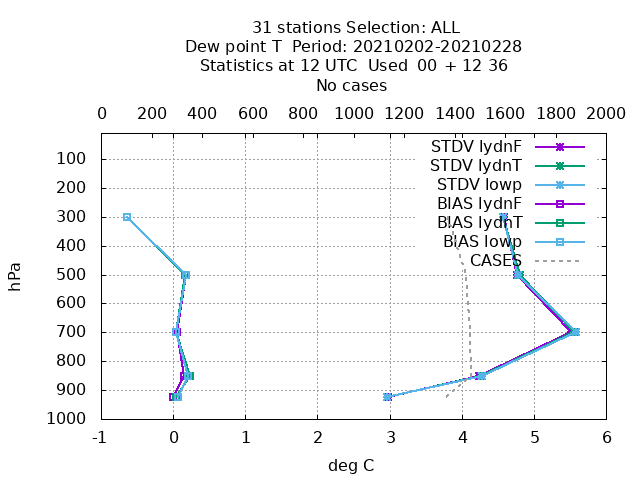 31 stations Selection: ALL
Dew point T  Period: 20210202-20210228
Statistics at 12 UTC  Used  00 + 12 36
No cases
0 200 400 600 800 1000 1200 1400 1600 1800 2000
STDV lydnF
STDV lydnT
STDV lowp
BIAS lydnF
BIAS lydnT
BIAS lowp
CASES
100
200
300
400
500
600
700
800
900
1000
hPa
-1 0 1 2 3 4 5 6
deg C